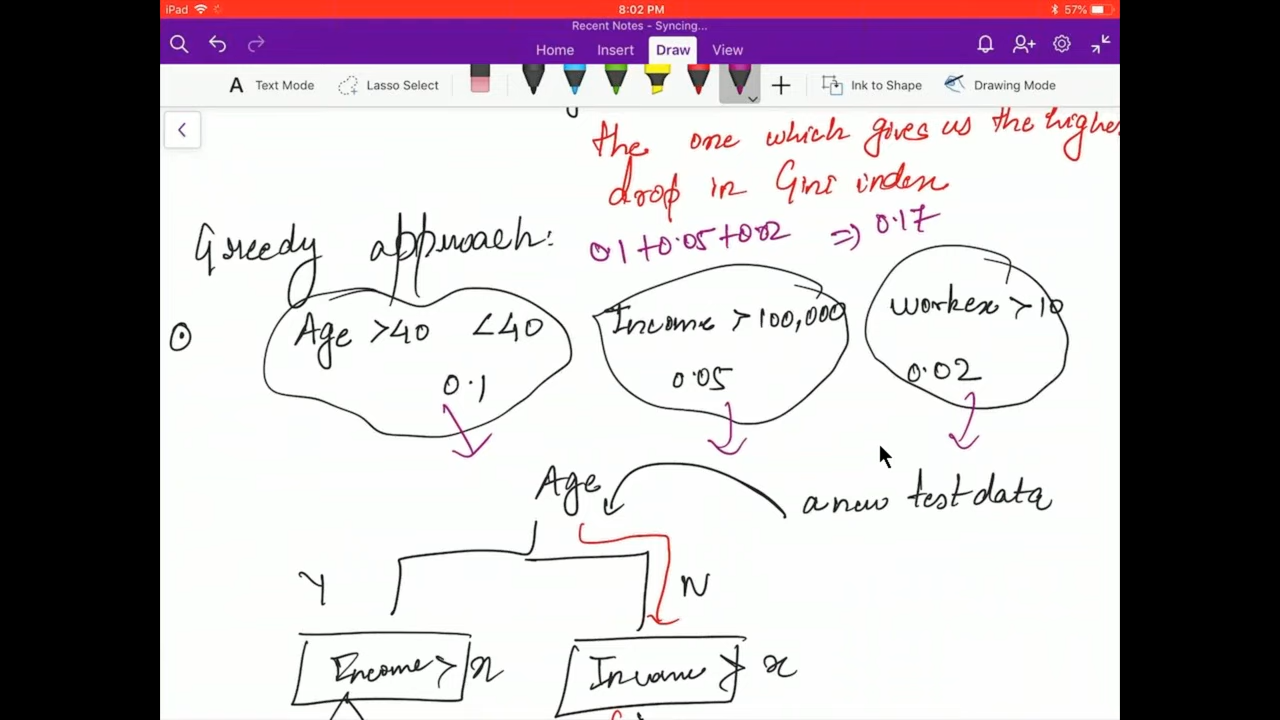 iPad 8:02 PM 57%
Recent Notes - Syncing...
Home Insert Draw View
A Text Mode Lasso Select Ink to Shape Drawing Mode
the one which gives us the highe
drop in Gini index
Greedy approach: 0.1+0.05+0.02 => 0.17
Age >40 <40 Income > 100,000 workex > 10
0.1 0.05 0.02
Age a new test data
Y N
Income > x Income > x